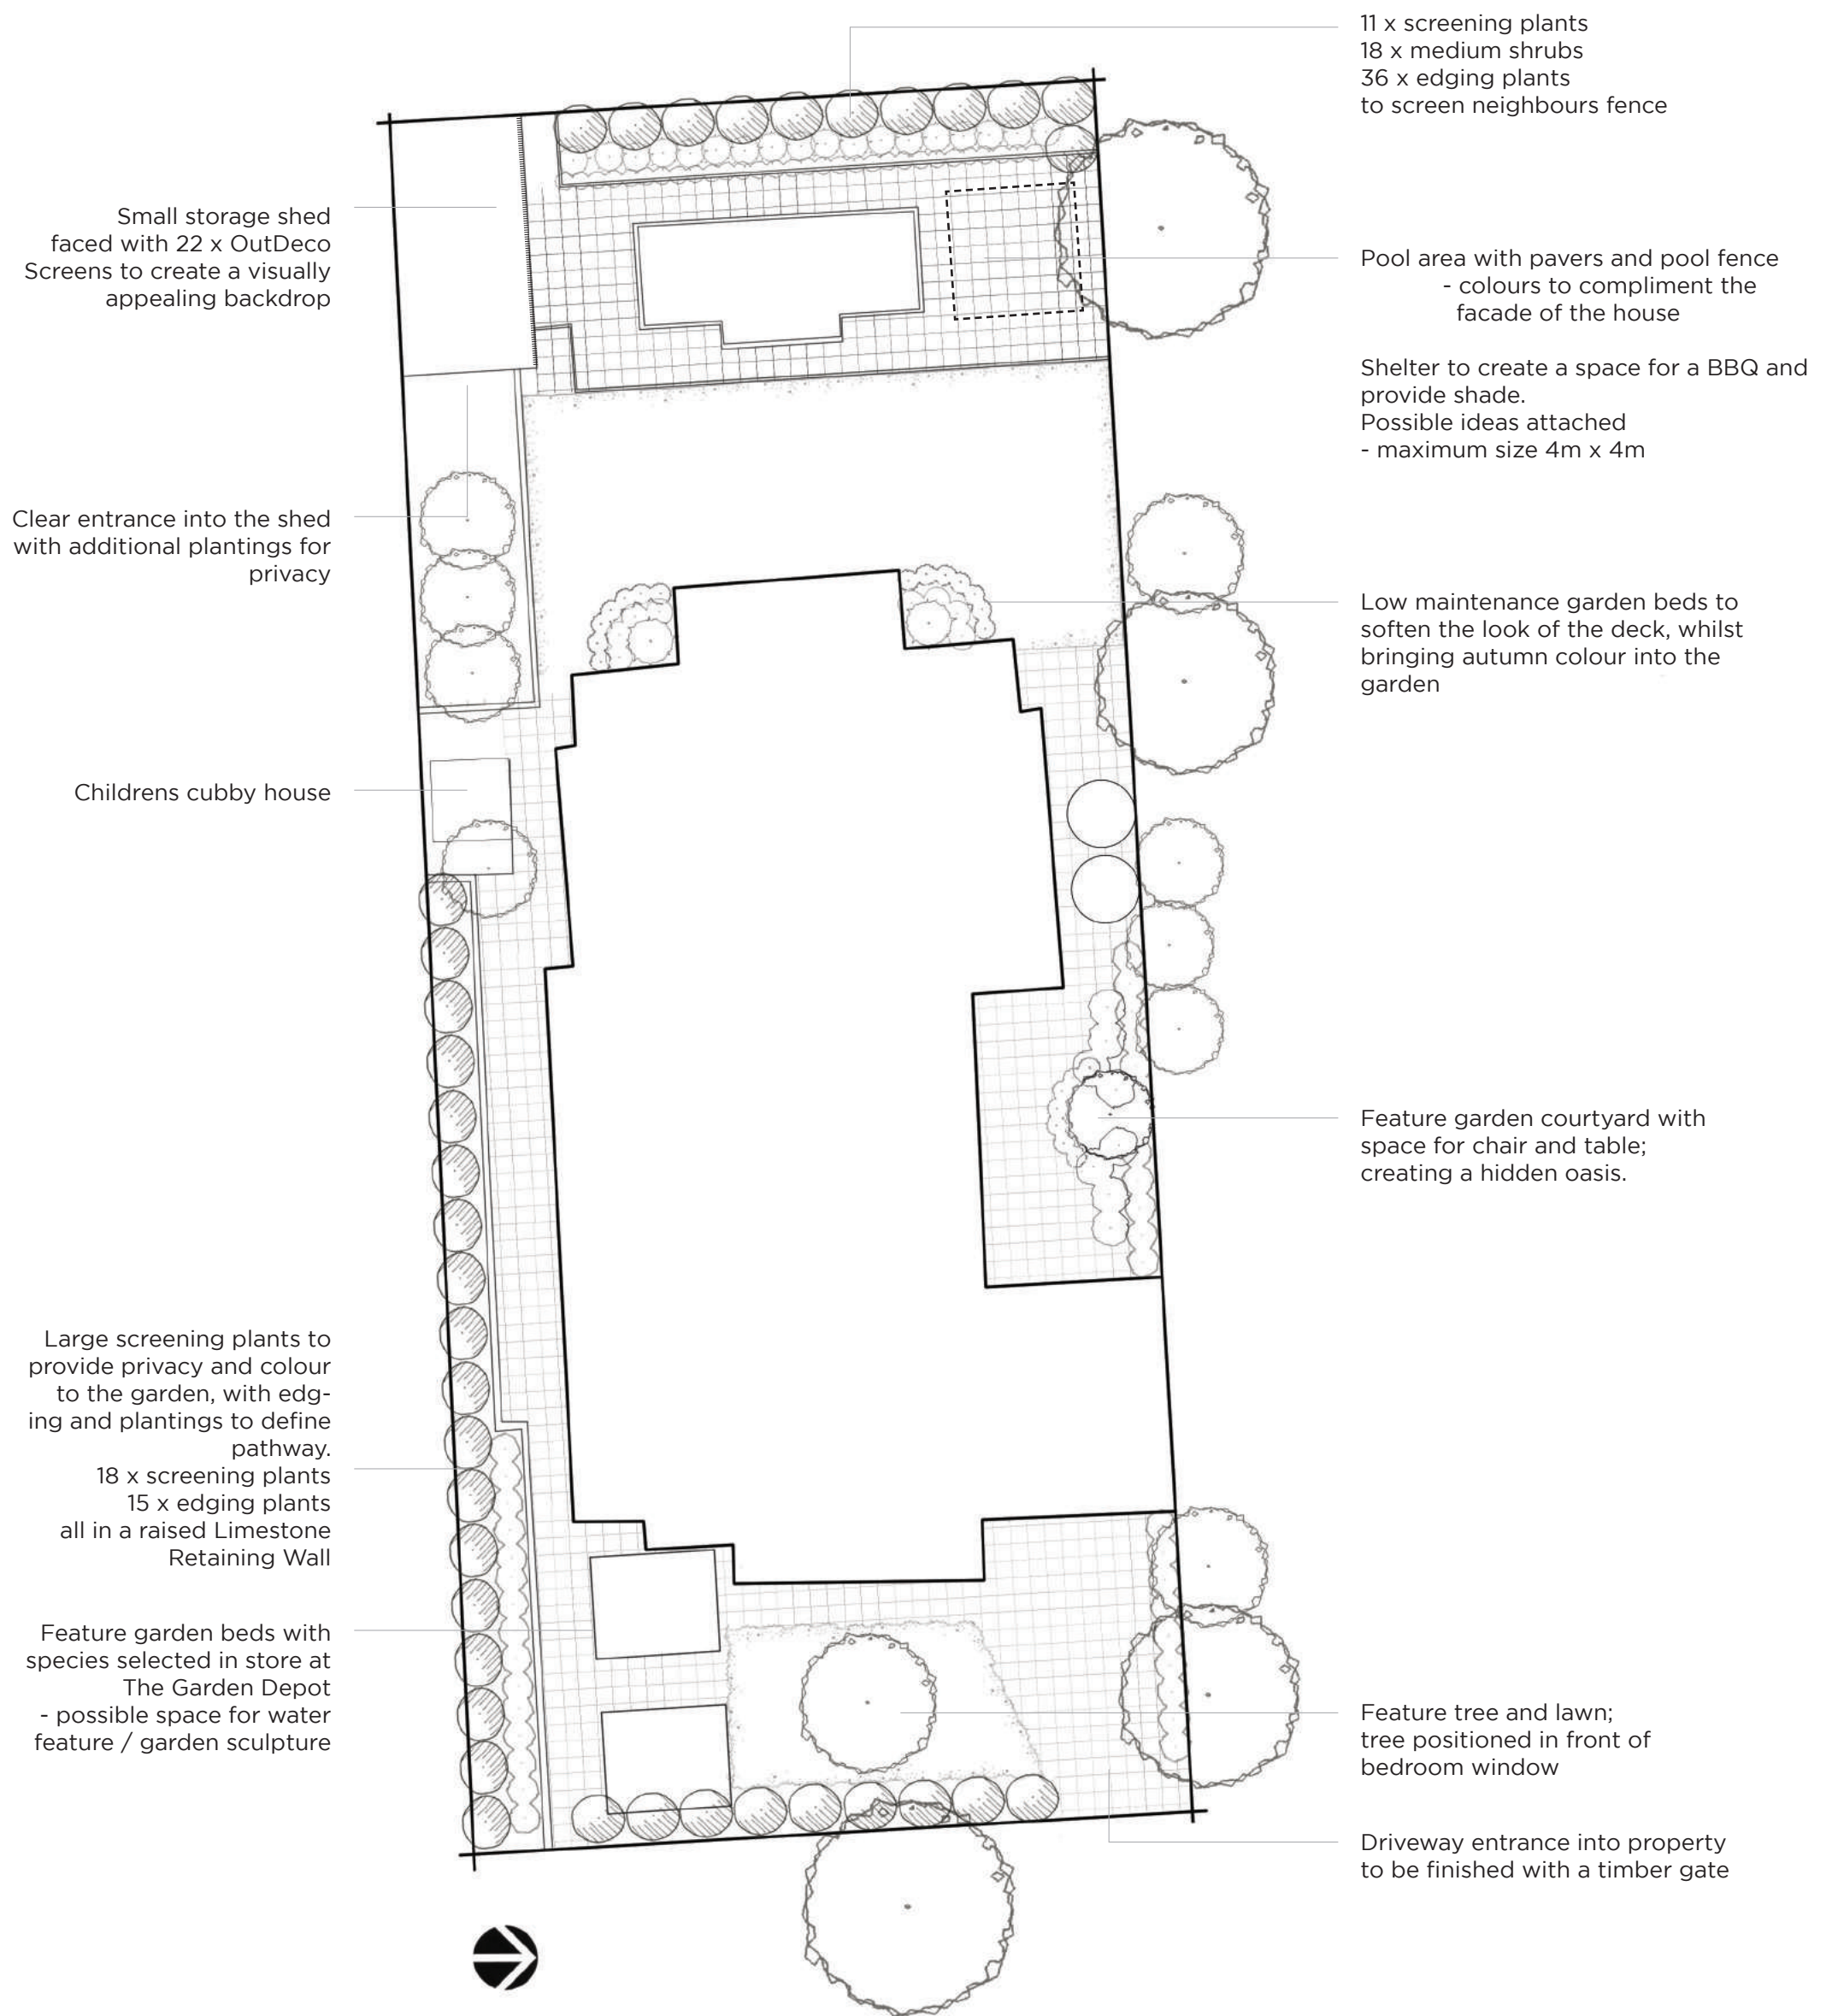 11 x screening plants
18 x medium shrubs
36 x edging plants
to screen neighbours fence
Small storage shed
faced with 22 x OutDeco
Screens to create a visually
appealing backdrop
Pool area with pavers and pool fence
- colours to compliment the
facade of the house
Shelter to create a space for a BBQ and
provide shade.
Possible ideas attached
- maximum size 4m x 4m
Clear entrance into the shed
with additional plantings for
privacy
Low maintenance garden beds to
soften the look of the deck, whilst
bringing autumn colour into the
garden
Childrens cubby house
Feature garden courtyard with
space for chair and table;
creating a hidden oasis.
Large screening plants to
provide privacy and colour
to the garden, with edg-
ing and plantings to define
pathway.
18 x screening plants
15 x edging plants
all in a raised Limestone
Retaining Wall
Feature garden beds with
species selected in store at
The Garden Depot
- possible space for water
feature / garden sculpture
Feature tree and lawn;
tree positioned in front of
bedroom window
Driveway entrance into property
to be finished with a timber gate